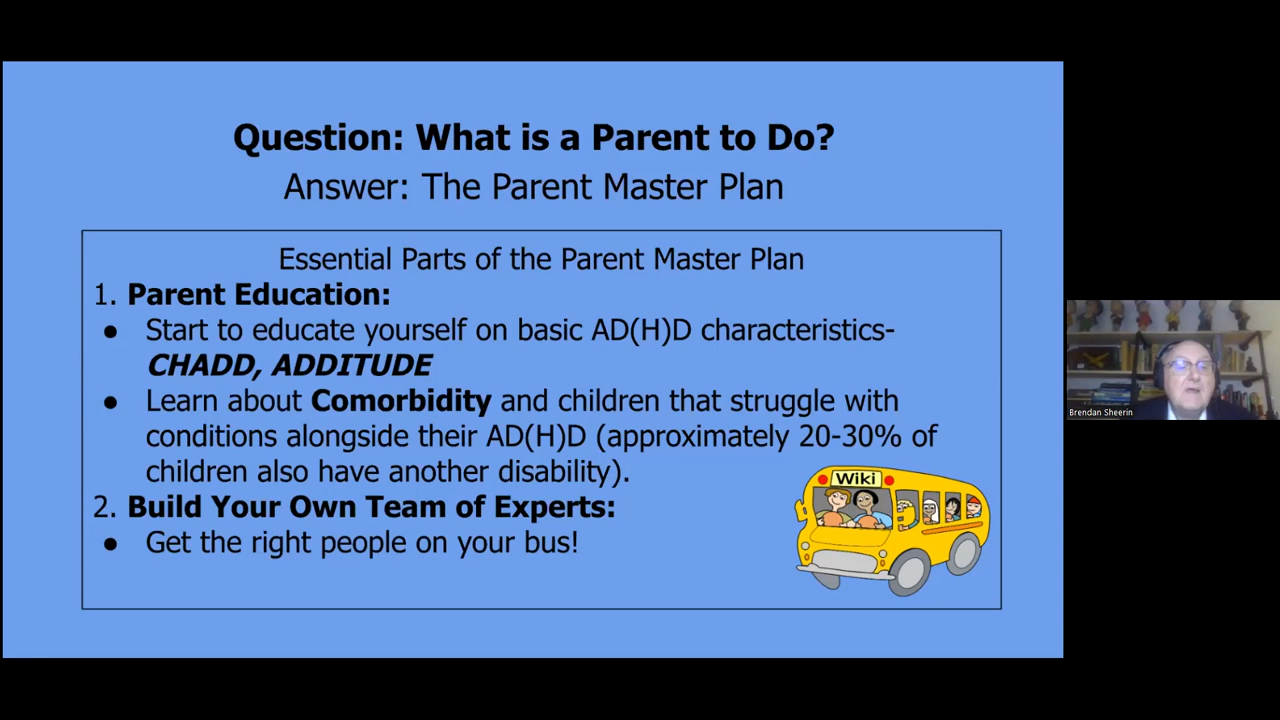 Question: What is a Parent to Do?
Answer: The Parent Master Plan
Essential Parts of the Parent Master Plan
1. Parent Education:
● Start to educate yourself on basic AD(H)D characteristics-
CHADD, ADDITUDE
● Learn about Comorbidity and children that struggle with
conditions alongside their AD(H)D (approximately 20-30% of
children also have another disability).
2. Build Your Own Team of Experts:
● Get the right people on your bus!
Wiki
Brendan Sheerin